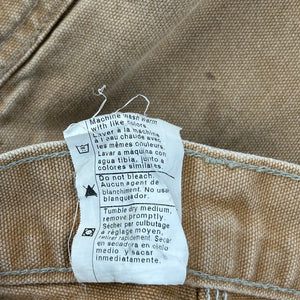 Machine wash warm
with like colors.
Laver à la machine
à l'eau chaude avec
les mêmes couleurs.
Lavar a maquina con
agua tibia, junto a
colores similares.
Do not bleach.
Aucun agent de
blanchiment. No use
blanqueador.
Tumble dry medium,
remove promptly.
Sécher par culbutage
à réglage moyen,
retirer rapidement. Secar
en secadora en ciclo
medio y sacar
inmediatamente.